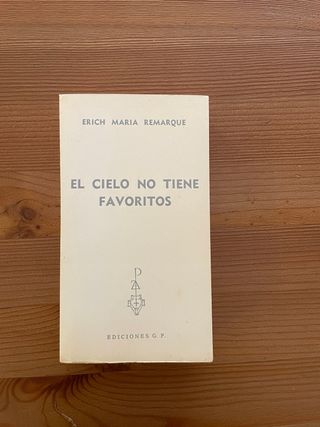 ERICH MARIA REMARQUE
EL CIELO NO TIENE
FAVORITOS
EDICIONES G. P.